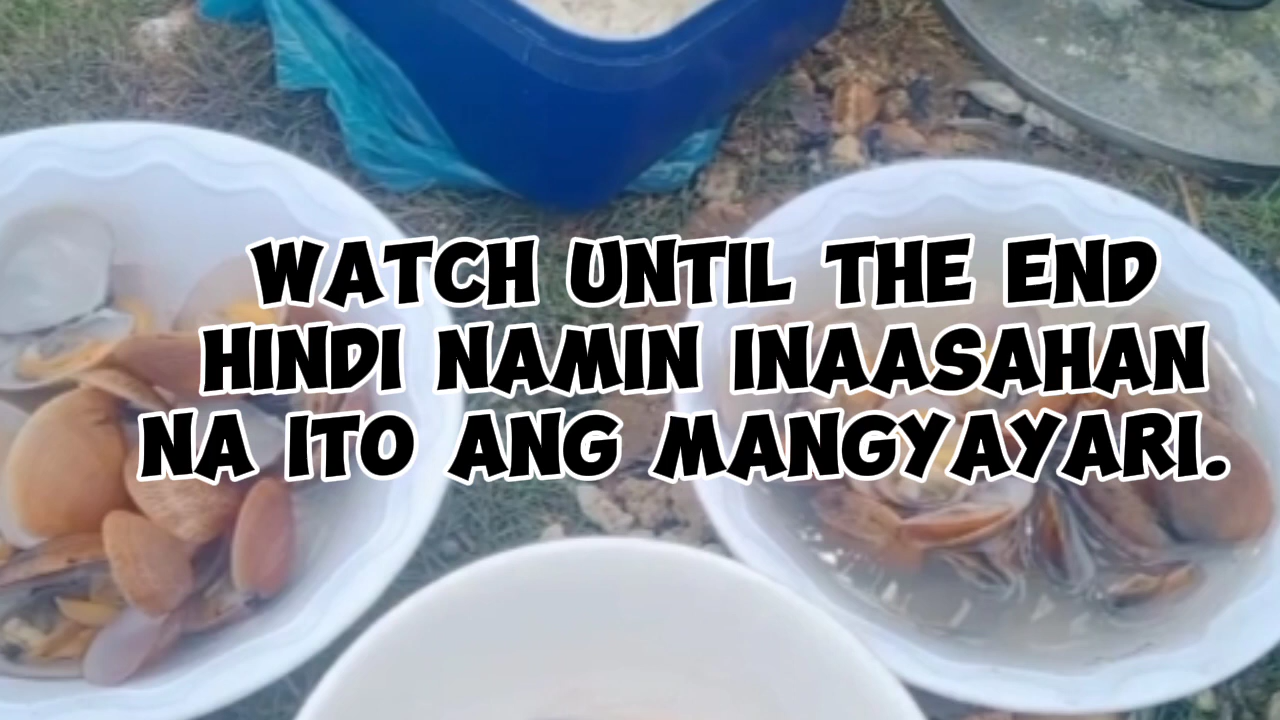 WATCH UNTIL THE END
HINDI NAMIN INAASAHAN
NA ITO ANG MANGYAYARI.